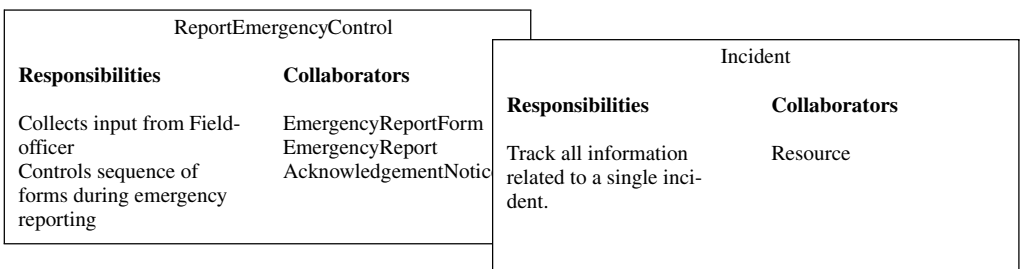 ReportEmergencyControl
Responsibilities
Collaborators
Collects input from Field-
officer
Controls sequence of
forms during emergency
reporting
EmergencyReportForm
EmergencyReport
AcknowledgementNotice
Incident
Responsibilities
Collaborators
Track all information
related to a single inci-
dent.
Resource